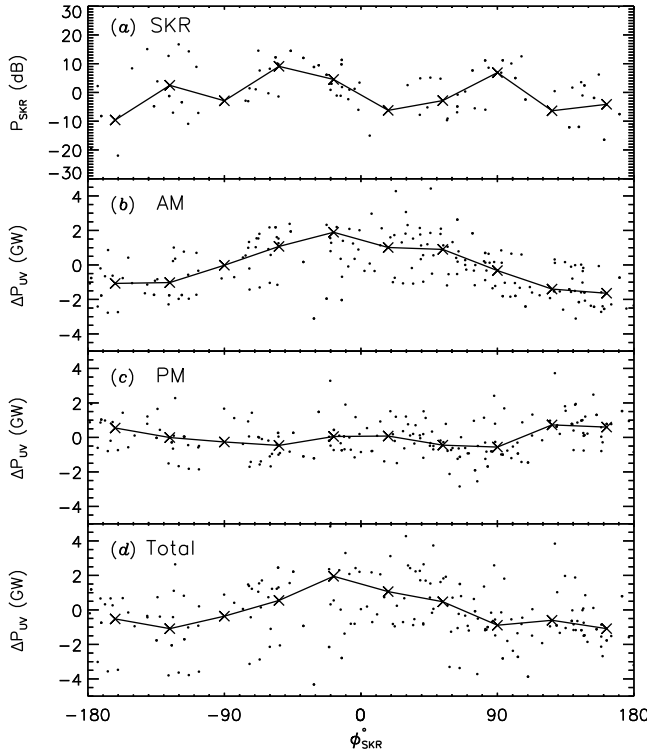 (a) SKR
30
20
10
0
−10
−20
−30
P_SKR (dB)
(b) AM
4
2
0
−2
−4
ΔP_UV (GW)
(c) PM
4
2
0
−2
−4
ΔP_UV (GW)
(d) Total
4
2
0
−2
−4
ΔP_UV (GW)
−180 −90 0 90 180
ϕ°_SKR